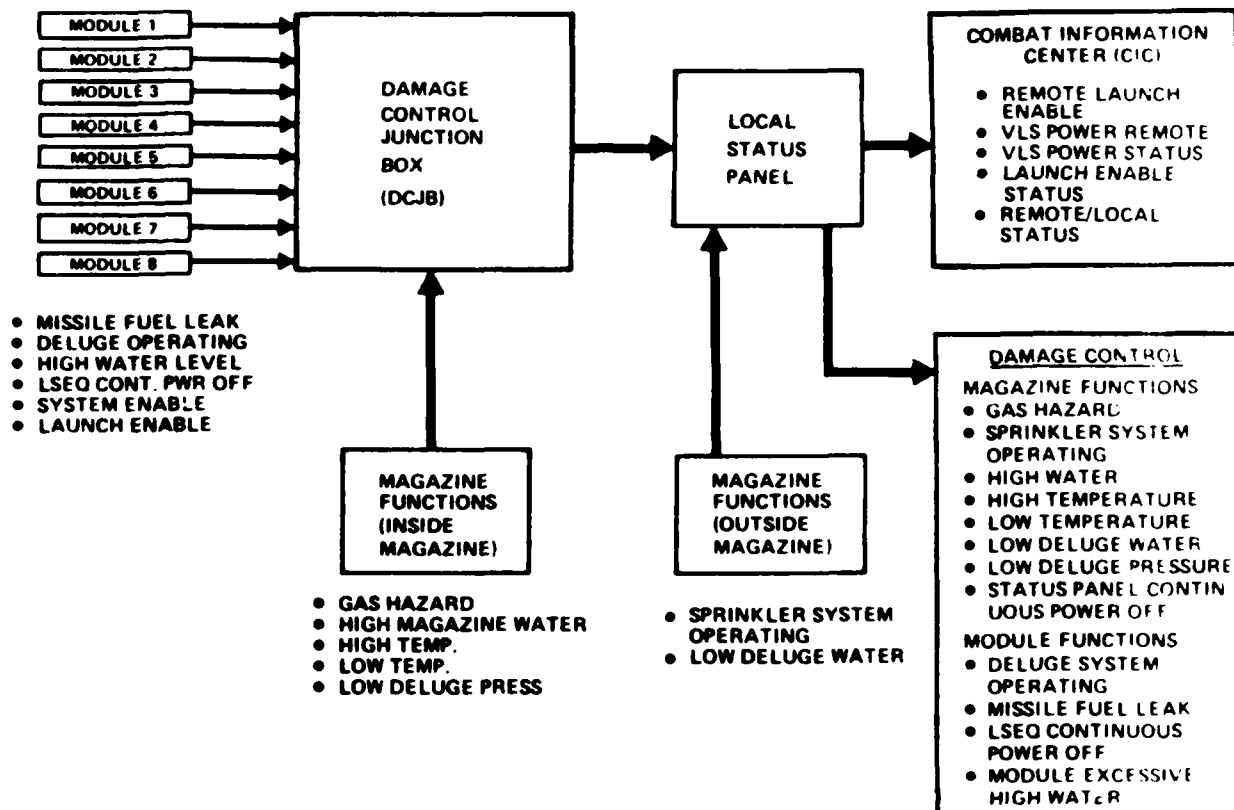 MODULE 1
MODULE 2
MODULE 3
MODULE 4
MODULE 5
MODULE 6
MODULE 7
MODULE 8
• MISSILE FUEL LEAK
• DELUGE OPERATING
• HIGH WATER LEVEL
• LSEQ CONT. PWR OFF
• SYSTEM ENABLE
• LAUNCH ENABLE
DAMAGE
CONTROL
JUNCTION
BOX
(DCJB)
MAGAZINE
FUNCTIONS
(INSIDE
MAGAZINE)
• GAS HAZARD
• HIGH MAGAZINE WATER
• HIGH TEMP.
• LOW TEMP.
• LOW DELUGE PRESS
LOCAL
STATUS
PANEL
MAGAZINE
FUNCTIONS
(OUTSIDE
MAGAZINE)
• SPRINKLER SYSTEM
OPERATING
• LOW DELUGE WATER
COMBAT INFORMATION
CENTER (CIC)
• REMOTE LAUNCH
ENABLE
• VLS POWER REMOTE
• VLS POWER STATUS
• LAUNCH ENABLE
STATUS
• REMOTE/LOCAL
STATUS
DAMAGE CONTROL
MAGAZINE FUNCTIONS
• GAS HAZARD
• SPRINKLER SYSTEM
OPERATING
• HIGH WATER
• HIGH TEMPERATURE
• LOW TEMPERATURE
• LOW DELUGE WATER
• LOW DELUGE PRESSURE
• STATUS PANEL CONTIN
UOUS POWER OFF
MODULE FUNCTIONS
• DELUGE SYSTEM
OPERATING
• MISSILE FUEL LEAK
• LSEQ CONTINUOUS
POWER OFF
• MODULE EXCESSIVE
HIGH WATER